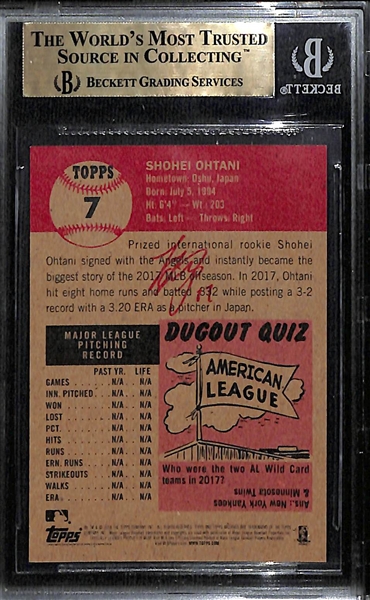 THE WORLD'S MOST TRUSTED
SOURCE IN COLLECTING™
BECKETT GRADING SERVICES
BECKETT
TOPPS
7
SHOHEI OHTANI
Hometown: Oshu, Japan
Born: July 5, 1994
Ht: 6'4" — Wt: 203
Bats: Left — Throws: Right
Prized international rookie Shohei
Ohtani signed with the Angels and instantly became the
biggest story of the 2017 MLB offseason. In 2017, Ohtani
hit eight home runs and batted .332 while posting a 3-2
record with a 3.20 ERA as a pitcher in Japan.
MAJOR LEAGUE
PITCHING
RECORD
PAST YR. LIFE
GAMES N/A N/A
INN. PITCHED N/A N/A
WON N/A N/A
LOST N/A N/A
PCT. N/A N/A
HITS N/A N/A
RUNS N/A N/A
ERN. RUNS N/A N/A
STRIKEOUTS N/A N/A
WALKS N/A N/A
ERA N/A N/A
DUGOUT QUIZ
AMERICAN
LEAGUE
Who were the two AL Wild Card
teams in 2017?
Ans.: New York Yankees
& Minnesota Twins
Topps